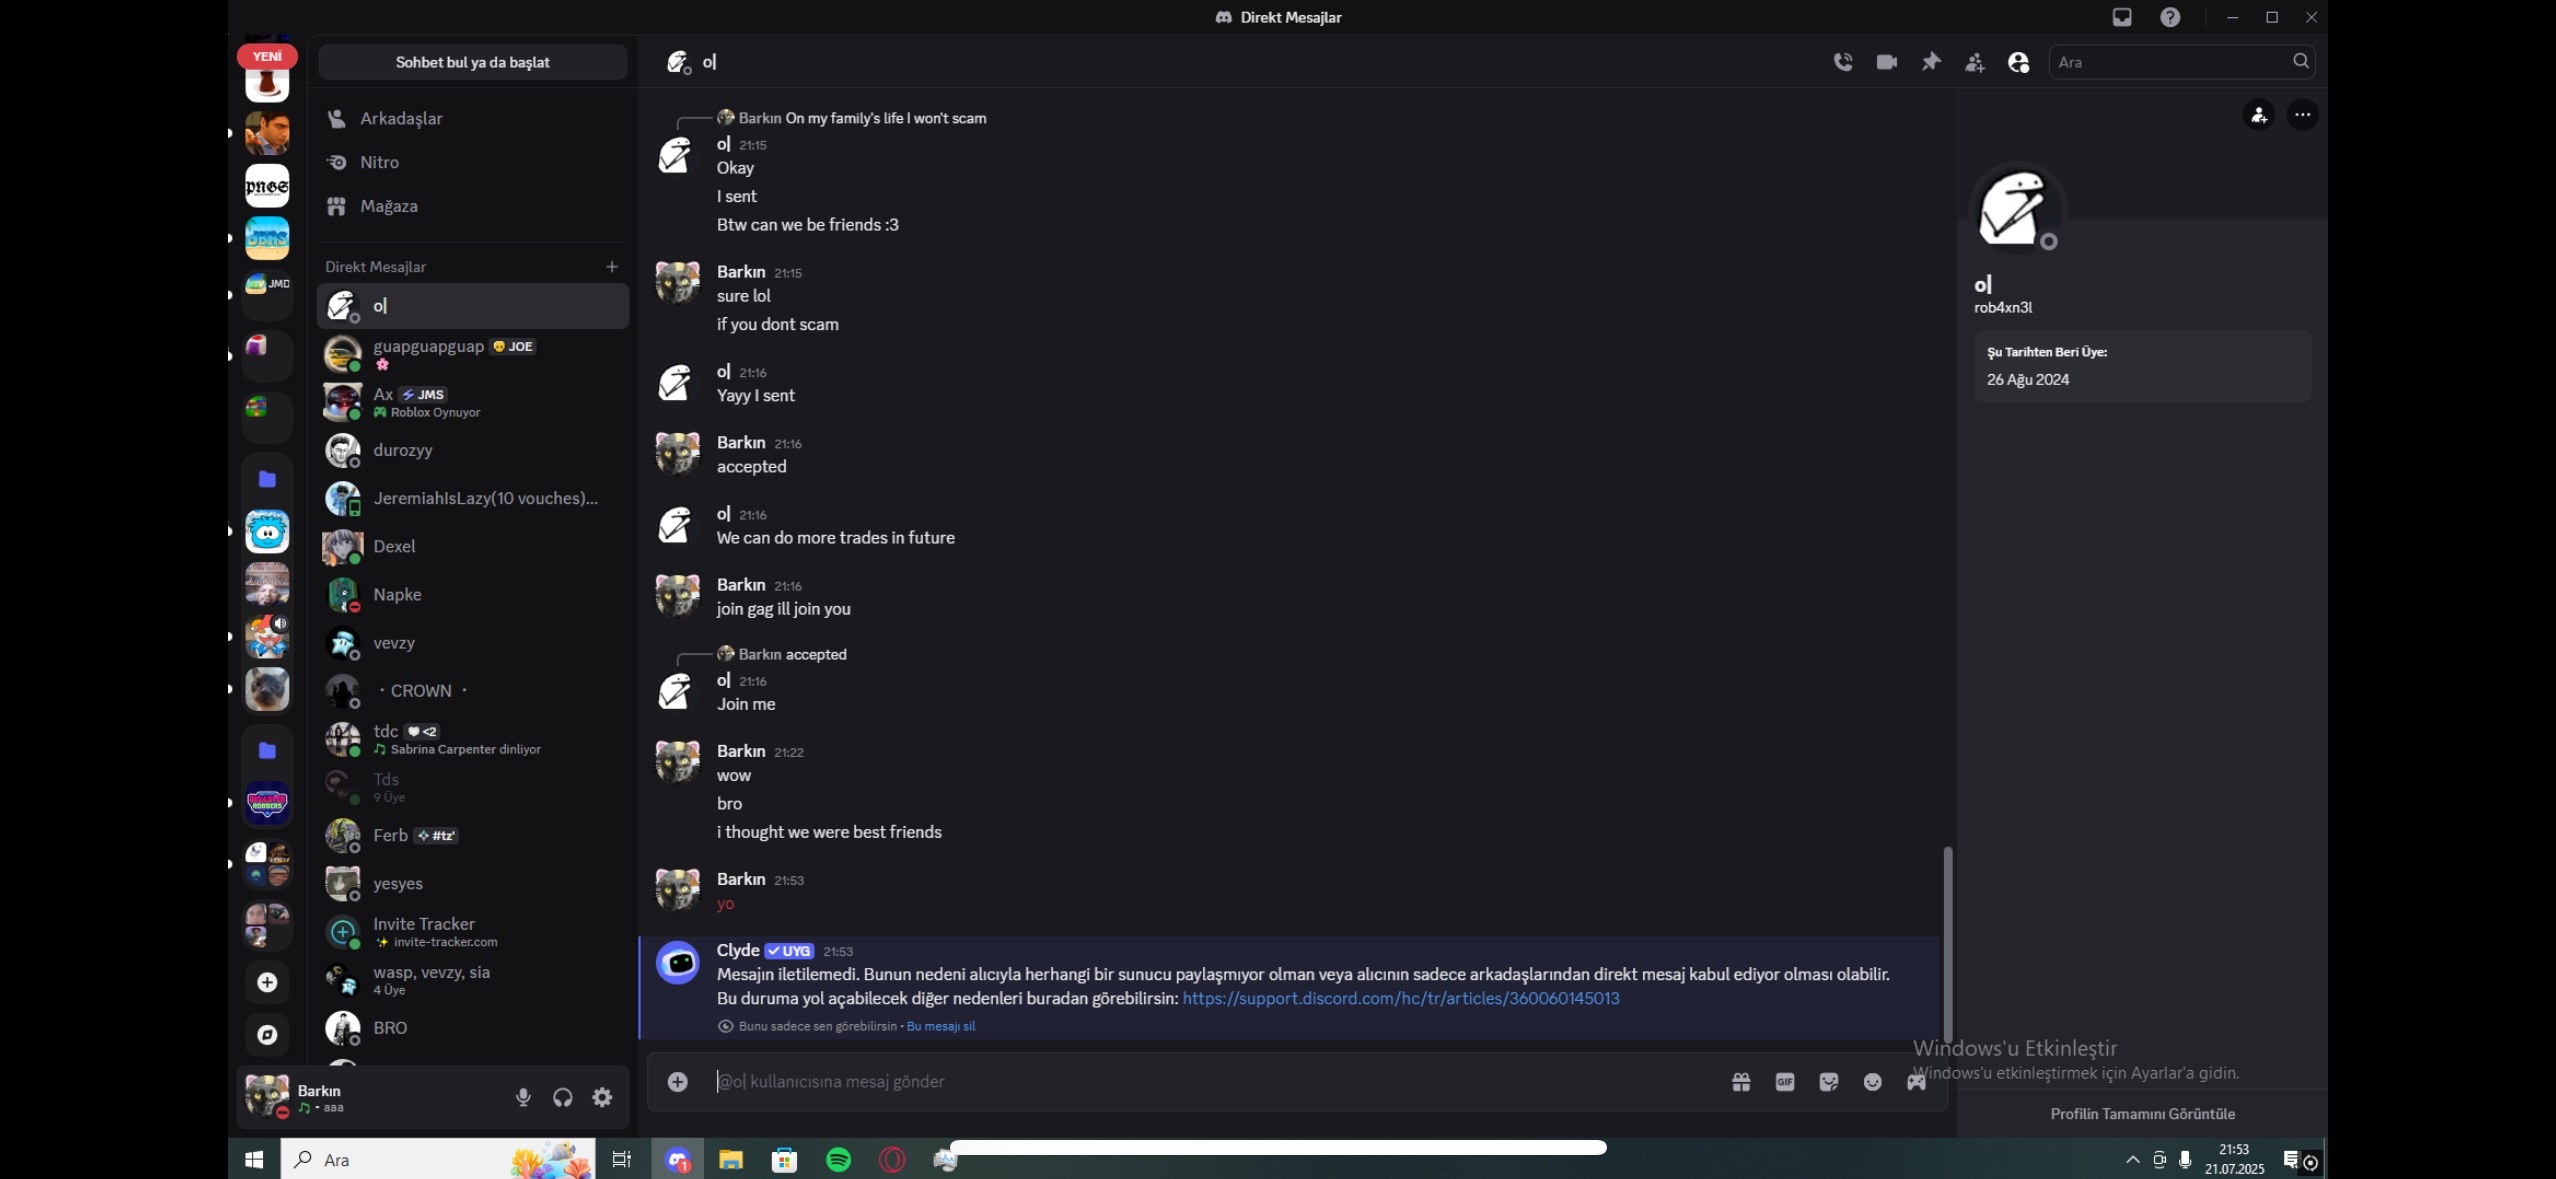 Direkt Mesajlar
YENİ
Sohbet bul ya da başlat
o|
Ara
Arkadaşlar
Nitro
Mağaza
Direkt Mesajlar
o|
guapguapguap JOE
Ax JMS
Roblox Oynuyor
durozyy
JeremiahIsLazy(10 vouches)...
Dexel
Napke
vevzy
· CROWN ·
tdc <2
Sabrina Carpenter dinliyor
Tds
9 Üye
Ferb #tz'
yesyes
Invite Tracker
invite-tracker.com
wasp, vevzy, sia
4 Üye
BRO
PNGS
JMD
Barkın
• aaa
Barkın On my family's life I won't scam
o| 21:15
Okay
I sent
Btw can we be friends :3
Barkın 21:15
sure lol
if you dont scam
o| 21:16
Yayy I sent
Barkın 21:16
accepted
o| 21:16
We can do more trades in future
Barkın 21:16
join gag ill join you
Barkın accepted
o| 21:16
Join me
Barkın 21:22
wow
bro
i thought we were best friends
Barkın 21:53
yo
Clyde UYG 21:53
Mesajın iletilemedi. Bunun nedeni alıcıyla herhangi bir sunucu paylaşmıyor olman veya alıcının sadece arkadaşlarından direkt mesaj kabul ediyor olması olabilir.
Bu duruma yol açabilecek diğer nedenleri buradan görebilirsin: https://support.discord.com/hc/tr/articles/360060145013
Bunu sadece sen görebilirsin • Bu mesajı sil
@o| kullanıcısına mesaj gönder
GIF
o|
rob4xn3l
Şu Tarihten Beri Üye:
26 Ağu 2024
Windows'u Etkinleştir
Windows'u etkinleştirmek için Ayarlar'a gidin.
Profilin Tamamını Görüntüle
Ara
1
21:53
21.07.2025